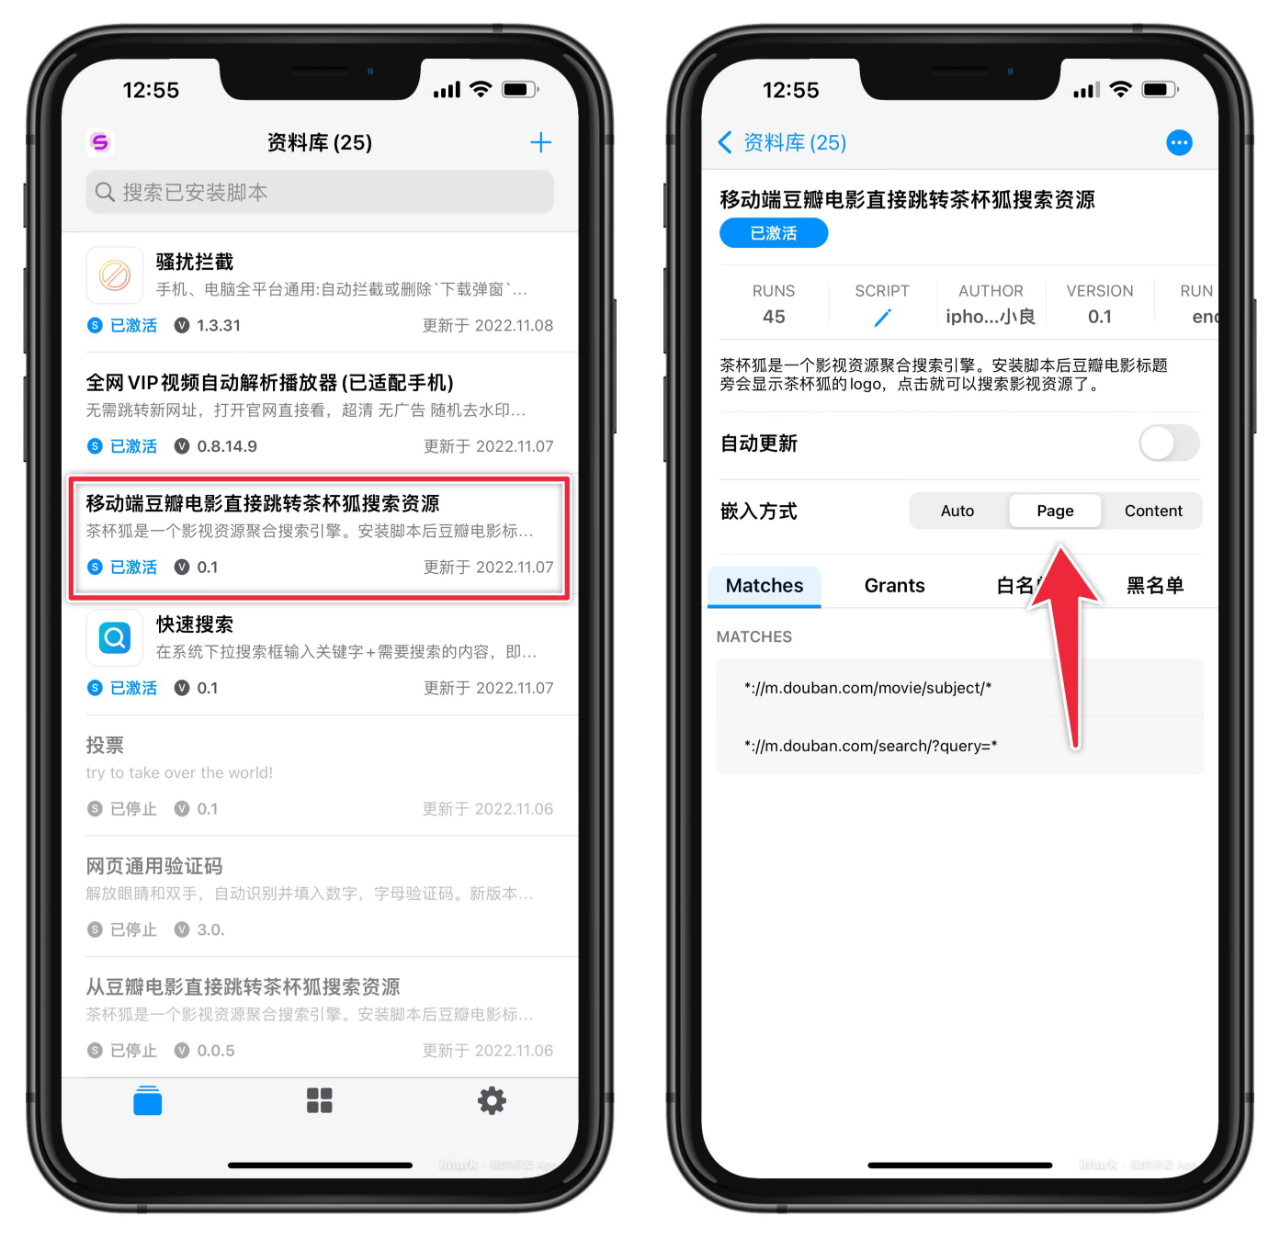 12:55
资料库 (25)
搜索已安装脚本
骚扰拦截
手机、电脑全平台通用:自动拦截或删除`下载弹窗`...
已激活 1.3.31 更新于 2022.11.08
全网 VIP 视频自动解析播放器 (已适配手机)
无需跳转新网址，打开官网直接看，超清 无广告 随机去水印...
已激活 0.8.14.9 更新于 2022.11.07
移动端豆瓣电影直接跳转茶杯狐搜索资源
茶杯狐是一个影视资源聚合搜索引擎。安装脚本后豆瓣电影标...
已激活 0.1 更新于 2022.11.07
快速搜索
在系统下拉搜索框输入关键字+需要搜索的内容，即...
已激活 0.1 更新于 2022.11.07
投票
try to take over the world!
已停止 0.1 更新于 2022.11.06
网页通用验证码
解放眼睛和双手，自动识别并填入数字，字母验证码。新版本...
已停止 3.0.
从豆瓣电影直接跳转茶杯狐搜索资源
茶杯狐是一个影视资源聚合搜索引擎。安装脚本后豆瓣电影标...
已停止 0.0.5 更新于 2022.11.06
12:55
资料库 (25)
移动端豆瓣电影直接跳转茶杯狐搜索资源
已激活
RUNS SCRIPT AUTHOR VERSION RUN
45 ipho...小良 0.1
茶杯狐是一个影视资源聚合搜索引擎。安装脚本后豆瓣电影标题
旁会显示茶杯狐的logo，点击就可以搜索影视资源了。
自动更新
嵌入方式 Auto Page Content
Matches Grants 白名 黑名单
MATCHES
*://m.douban.com/movie/subject/*
*://m.douban.com/search/?query=*